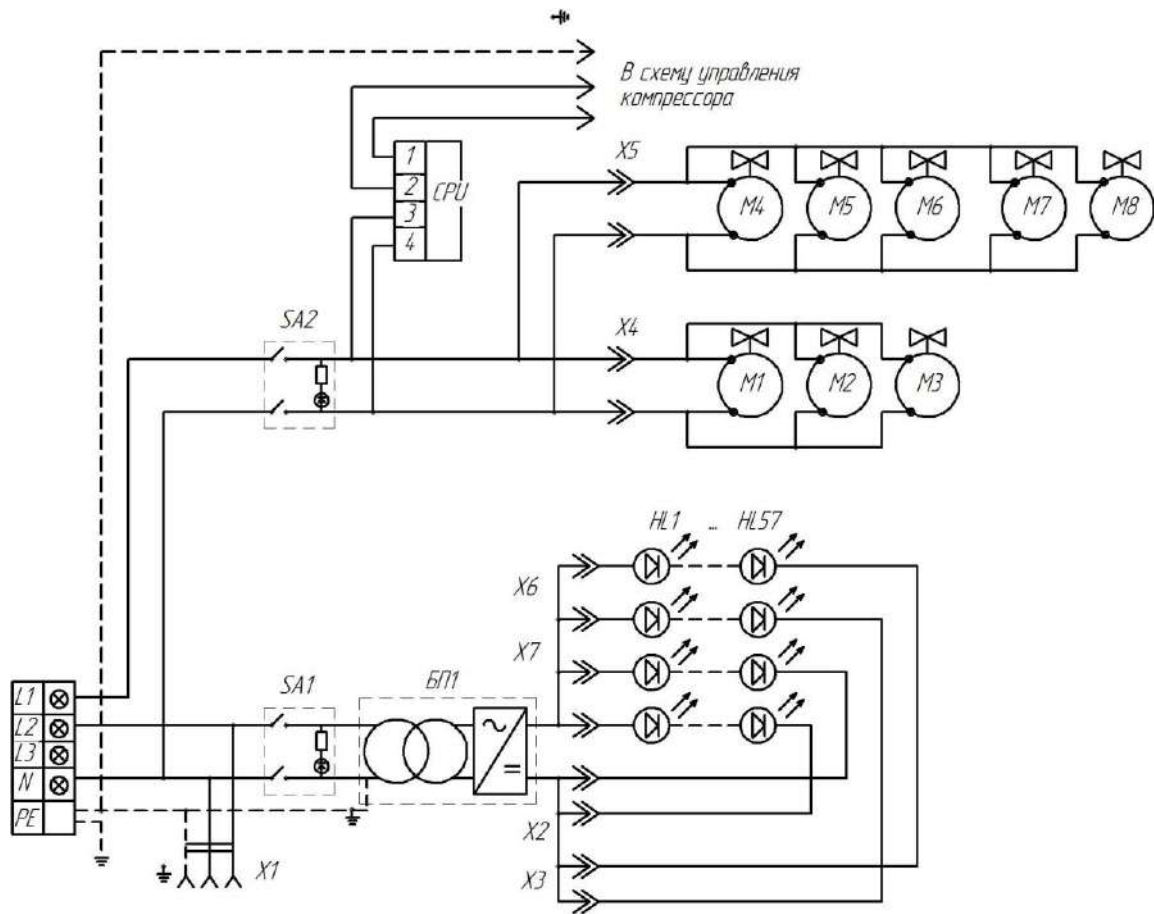 В схему управления
компрессора
1
2
3
4
CPU
X5
M4
M5
M6
M7
M8
SA2
X4
M1
M2
M3
HL1 ... HL57
X6
X7
L1
L2
L3
N
PE
SA1
БП1
X1
X2
X3